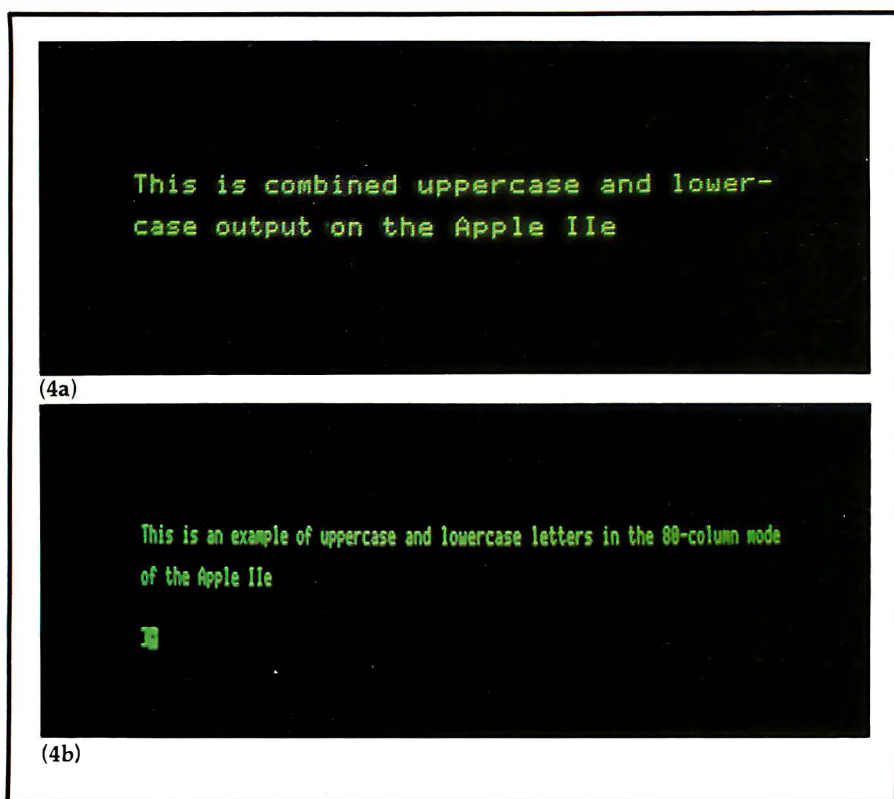 This is combined uppercase and lower-
case output on the Apple IIe
(4a)
This is an example of uppercase and lowercase letters in the 80-column mode
of the Apple IIe
]
(4b)